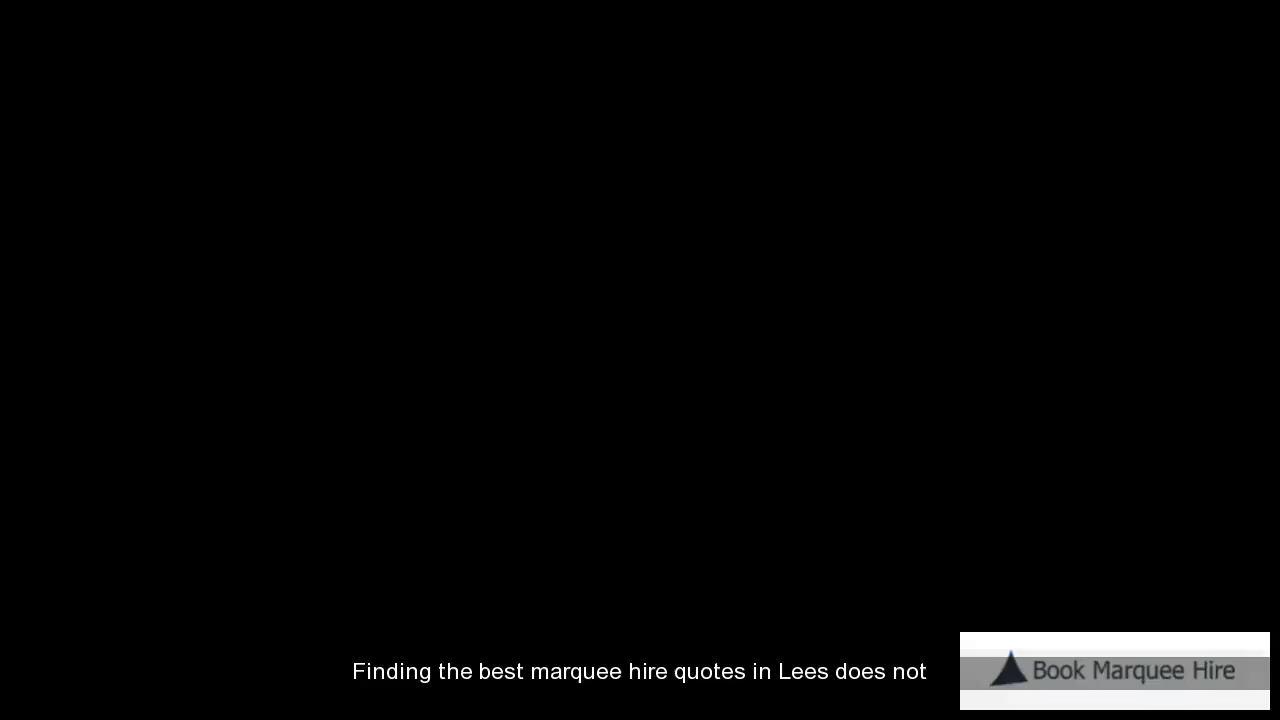 Finding the best marquee hire quotes in Lees does not
Book Marquee Hire